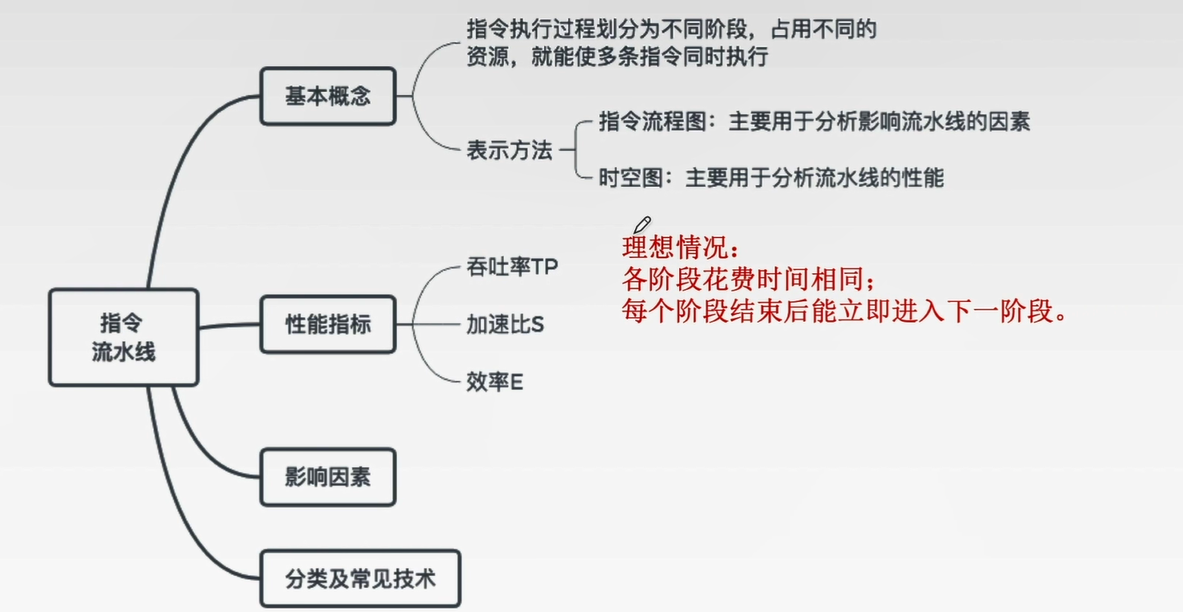 指令执行过程划分为不同阶段，占用不同的
资源，就能使多条指令同时执行
基本概念
指令流程图：主要用于分析影响流水线的因素
表示方法
时空图：主要用于分析流水线的性能
理想情况：
各阶段花费时间相同；
每个阶段结束后能立即进入下一阶段。
吞吐率TP
指令
流水线
性能指标
加速比S
效率E
影响因素
分类及常见技术